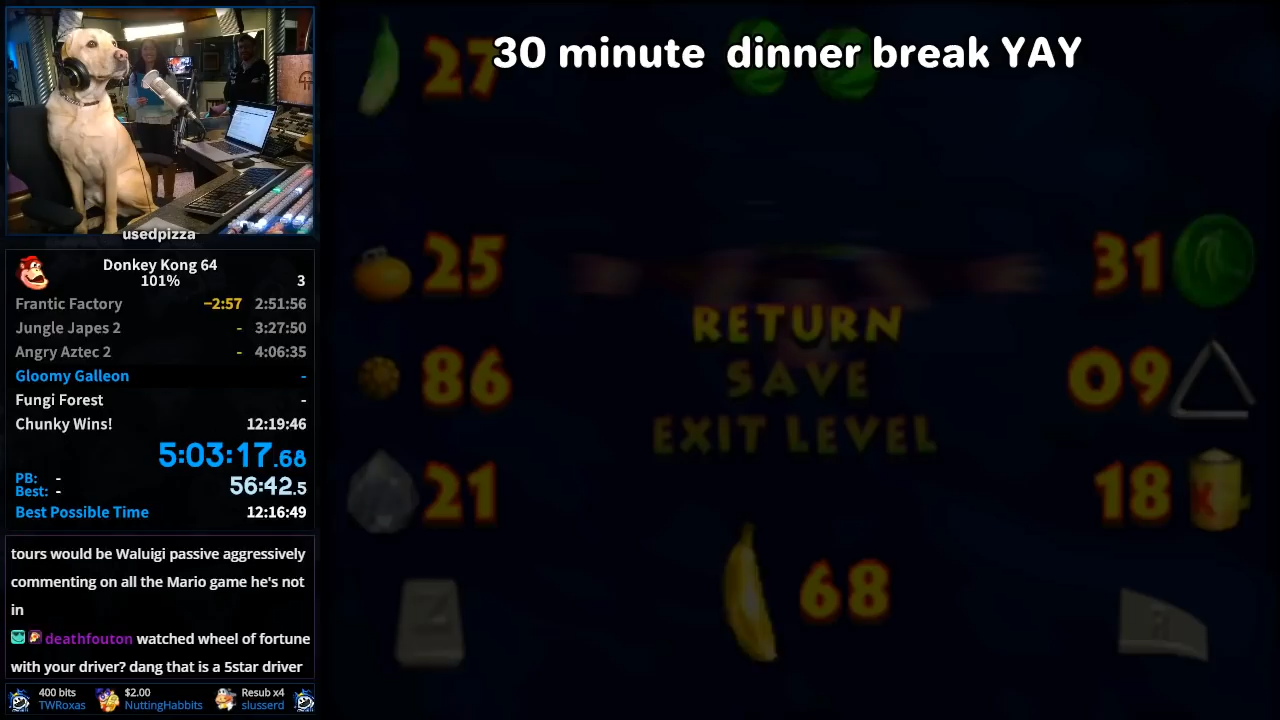 30 minute dinner break YAY
27
25
86
21
31
09
18
K
RETURN
SAVE
EXIT LEVEL
68
usedpizza
Donkey Kong 64
101% 3
Frantic Factory −2:57 2:51:56
Jungle Japes 2 - 3:27:50
Angry Aztec 2 - 4:06:35
Gloomy Galleon -
Fungi Forest -
Chunky Wins! 12:19:46
5:03:17.68
PB: - 56:42.5
Best: -
Best Possible Time 12:16:49
tours would be Waluigi passive aggressively
commenting on all the Mario game he's not
in
deathfouton watched wheel of fortune
with your driver? dang that is a 5star driver
400 bits
TWRoxas
$2.00
NuttingHabbits
Resub x4
slusserd